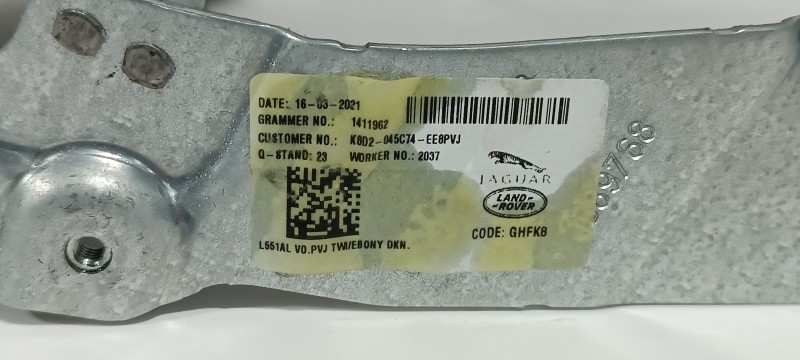 DATE: 16-03-2021
GRAMMER NO.: 1411962
CUSTOMER NO.: K8D2-045C74-EE8PVJ
Q-STAND: 23 WORKER NO.: 2037
JAGUAR
LAND-
ROVER
CODE: GHFK8
L551AL VO.PVJ TWI/EBONY DKN.